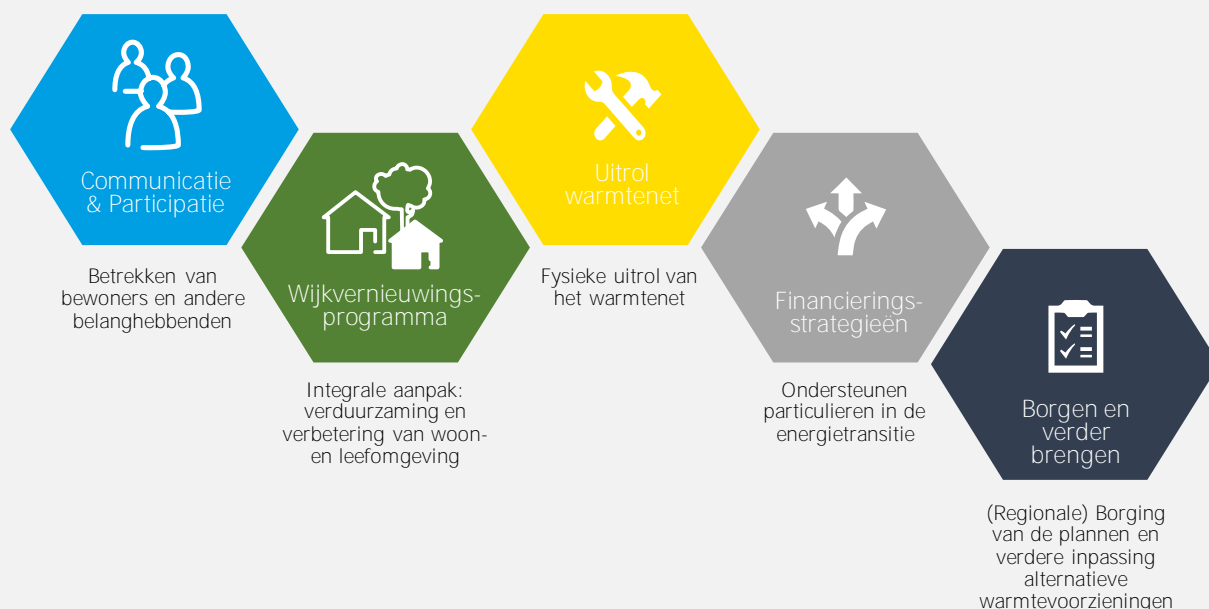 Communicatie
& Participatie
Betrekken van
bewoners en andere
belanghebbenden
Wijkvernieuwings-
programma
Integrale aanpak:
verduurzaming en
verbetering van woon-
en leefomgeving
Uitrol
warmtenet
Fysieke uitrol van
het warmtenet
Financierings-
strategieën
Ondersteunen
particulieren in de
energietransitie
Borgen en
verder
brengen
(Regionale) Borging
van de plannen en
verdere inpassing
alternatieve
warmtevoorzieningen